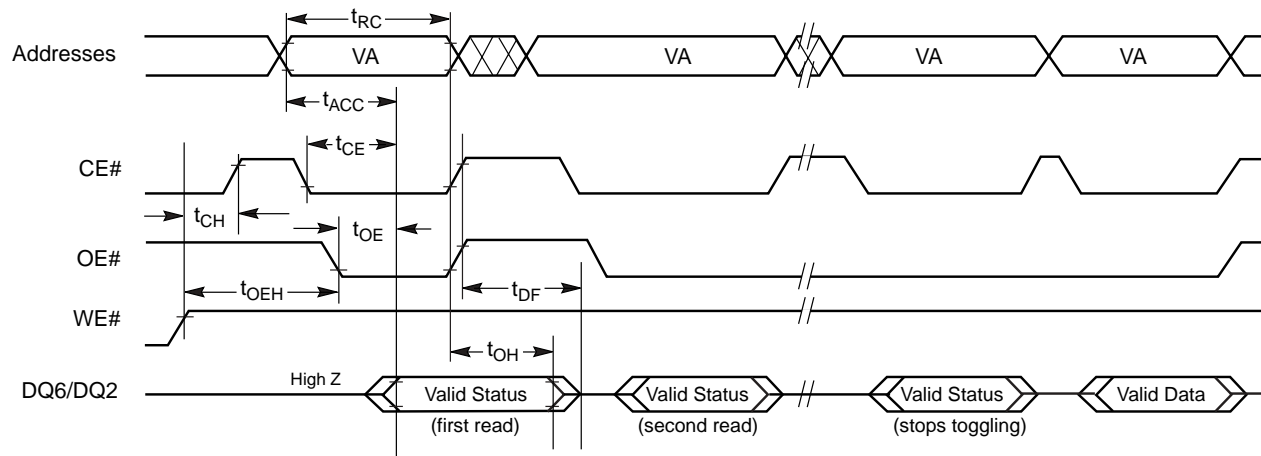 tRC
Addresses VA VA VA VA
tACC
tCE
CE#
tCH tOE
OE#
tOEH tDF
WE#
tOH
High Z
DQ6/DQ2 Valid Status Valid Status Valid Status Valid Data
(first read) (second read) (stops toggling)